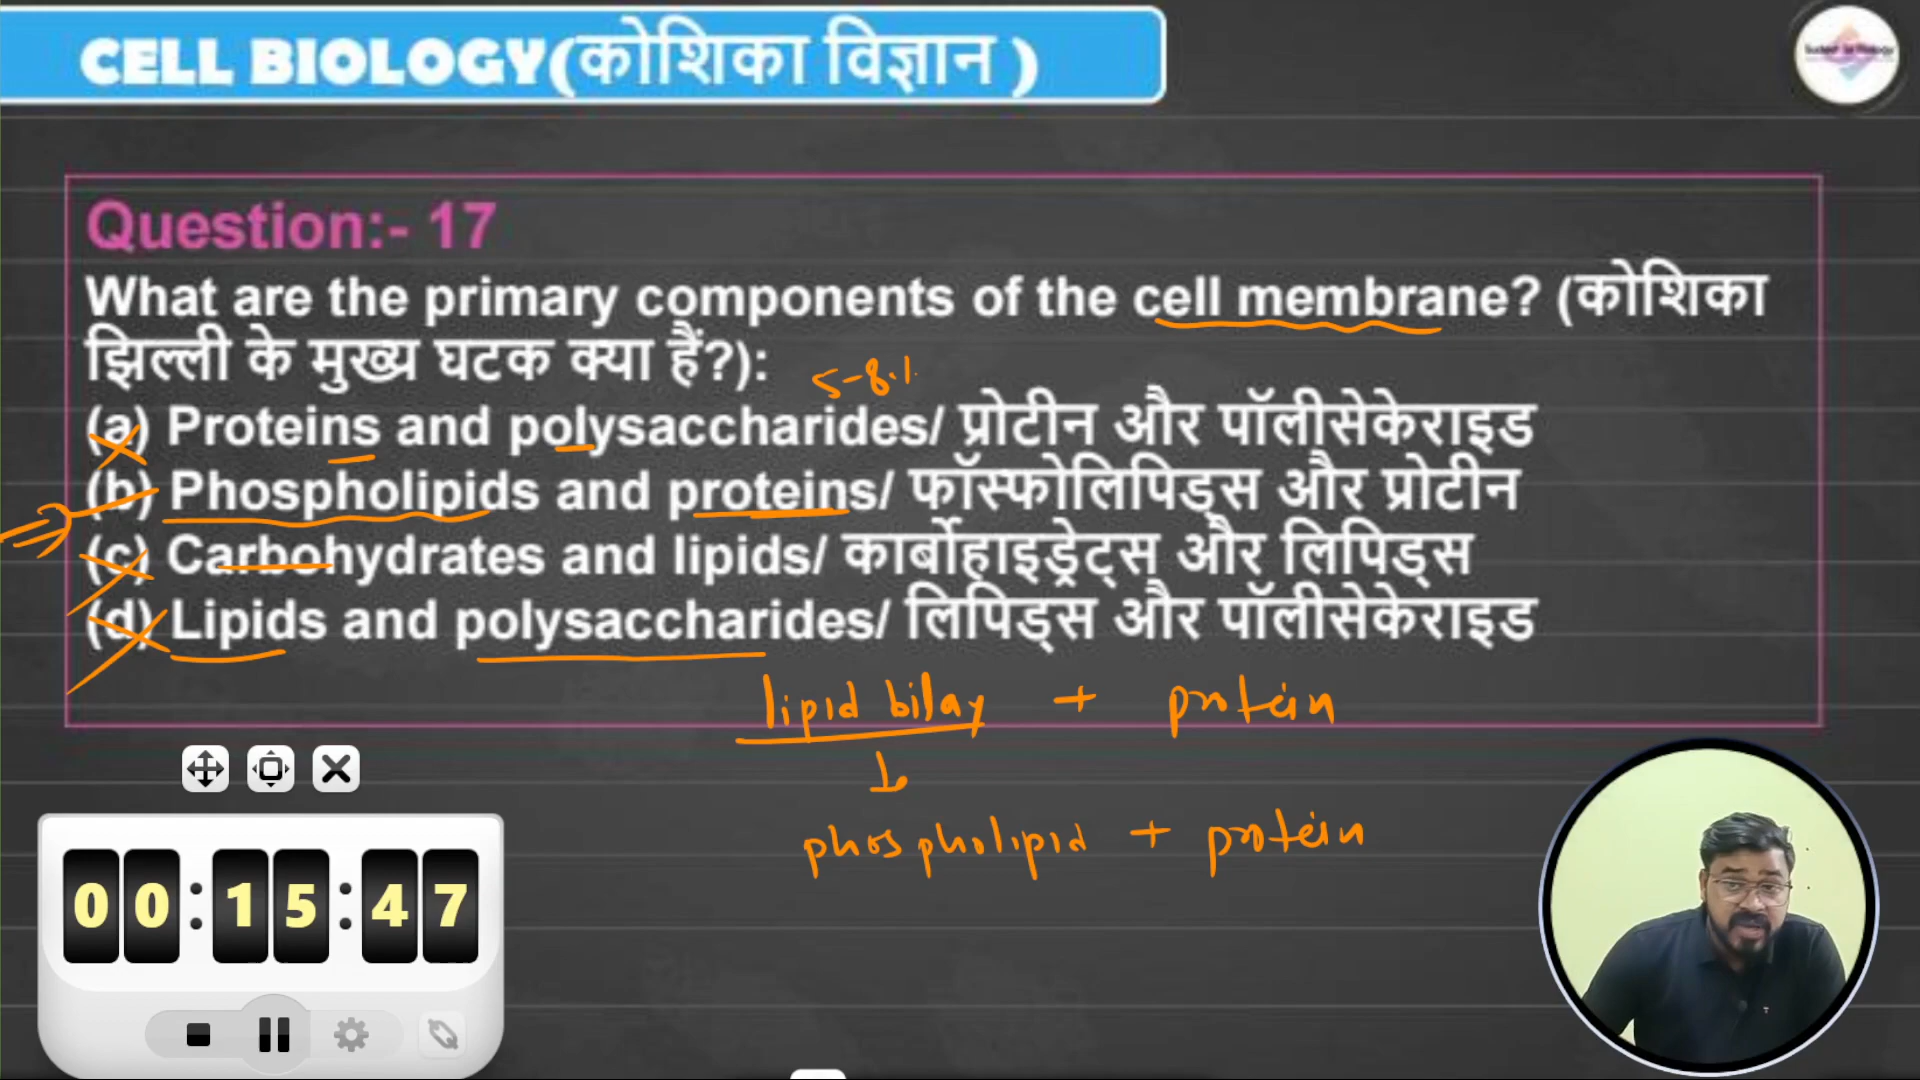 CELL BIOLOGY(कोशिका विज्ञान )
Question:- 17
What are the primary components of the cell membrane? (कोशिका
झिल्ली के मुख्य घटक क्या हैं?):
5-8%
(a) Proteins and polysaccharides/ प्रोटीन और पॉलीसेकेराइड
(b) Phospholipids and proteins/ फॉस्फोलिपिड्स और प्रोटीन
(c) Carbohydrates and lipids/ कार्बोहाइड्रेट्स और लिपिड्स
(d) Lipids and polysaccharides/ लिपिड्स और पॉलीसेकेराइड
lipid bilay + protein
phospholipid + protein
00:15:47